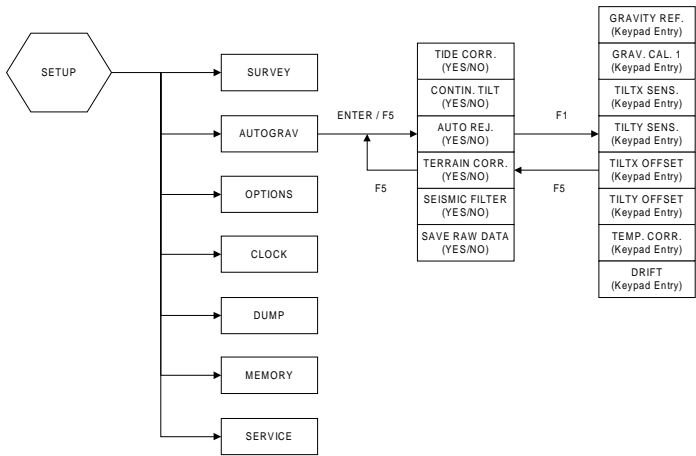 SETUP
SURVEY
AUTOGRAV
OPTIONS
CLOCK
DUMP
MEMORY
SERVICE
ENTER / F5
F5
TIDE CORR.
(YES/NO)
CONTIN. TILT
(YES/NO)
AUTO REJ.
(YES/NO)
TERRAIN CORR.
(YES/NO)
SEISMIC FILTER
(YES/NO)
SAVE RAW DATA
(YES/NO)
F1
F5
GRAVITY REF.
(Keypad Entry)
GRAV. CAL. 1
(Keypad Entry)
TILTX SENS.
(Keypad Entry)
TILTY SENS.
(Keypad Entry)
TILTX OFFSET
(Keypad Entry)
TILTY OFFSET
(Keypad Entry)
TEMP. CORR.
(Keypad Entry)
DRIFT
(Keypad Entry)